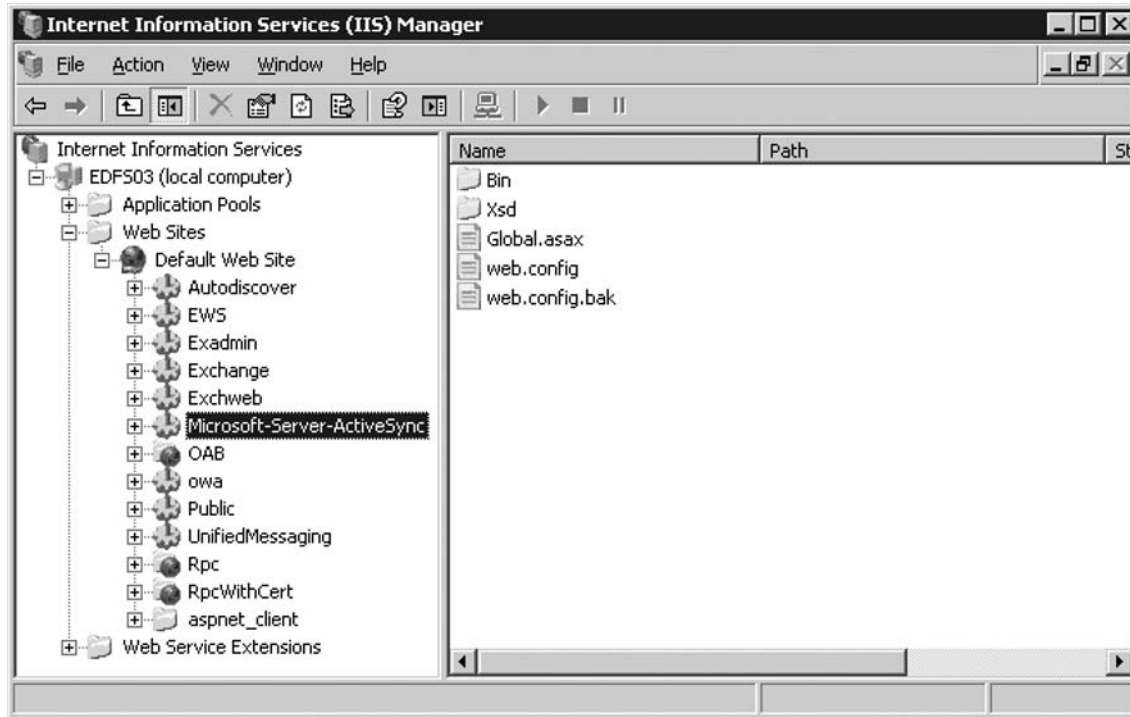 Internet Information Services (IIS) Manager
File Action View Window Help
Internet Information Services
EDFS03 (local computer)
Application Pools
Web Sites
Default Web Site
Autodiscover
EWS
Exadmin
Exchange
Exchweb
Microsoft-Server-ActiveSync
OAB
owa
Public
UnifiedMessaging
Rpc
RpcWithCert
aspnet_client
Web Service Extensions
Name Path St
Bin
Xsd
Global.asax
web.config
web.config.bak